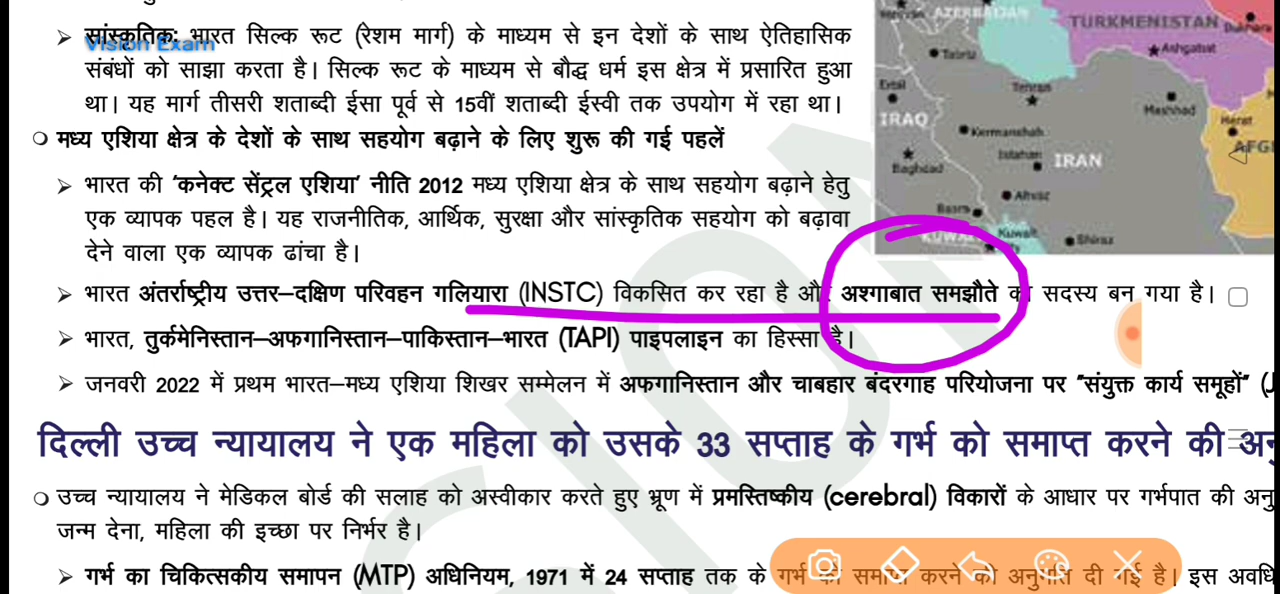 सांस्कृतिक: भारत सिल्क रूट (रेशम मार्ग) के माध्यम से इन देशों के साथ ऐतिहासिक
Vision Exam
संबंधों को साझा करता है। सिल्क रूट के माध्यम से बौद्ध धर्म इस क्षेत्र में प्रसारित हुआ
था। यह मार्ग तीसरी शताब्दी ईसा पूर्व से 15वीं शताब्दी ईस्वी तक उपयोग में रहा था।
मध्य एशिया क्षेत्र के देशों के साथ सहयोग बढ़ाने के लिए शुरू की गई पहलें
भारत की 'कनेक्ट सेंट्रल एशिया' नीति 2012 मध्य एशिया क्षेत्र के साथ सहयोग बढ़ाने हेतु
एक व्यापक पहल है। यह राजनीतिक, आर्थिक, सुरक्षा और सांस्कृतिक सहयोग को बढ़ावा
देने वाला एक व्यापक ढांचा है।
भारत अंतर्राष्ट्रीय उत्तर–दक्षिण परिवहन गलियारा (INSTC) विकसित कर रहा है और अश्गाबात समझौते का सदस्य बन गया है।
भारत, तुर्कमेनिस्तान–अफगानिस्तान–पाकिस्तान–भारत (TAPI) पाइपलाइन का हिस्सा है।
जनवरी 2022 में प्रथम भारत–मध्य एशिया शिखर सम्मेलन में अफगानिस्तान और चाबहार बंदरगाह परियोजना पर "संयुक्त कार्य समूहों"
दिल्ली उच्च न्यायालय ने एक महिला को उसके 33 सप्ताह के गर्भ को समाप्त करने की
उच्च न्यायालय ने मेडिकल बोर्ड की सलाह को अस्वीकार करते हुए भ्रूण में प्रमस्तिष्कीय (cerebral) विकारों के आधार पर गर्भपात की
जन्म देना, महिला की इच्छा पर निर्भर है।
गर्भ का चिकित्सकीय समापन (MTP) अधिनियम, 1971 में 24 सप्ताह तक के गर्भ को समाप्त करने की अनुमति दी गई है। इस
AZERBAIJAN
TURKMENISTAN
Ashgabat
Tabriz
Tehran
Meshhad
Herat
Erbil
IRAQ
Kermanshah
Isfahan
IRAN
Baghdad
Ahvaz
Basra
KUWAIT
Kuwait
Shiraz